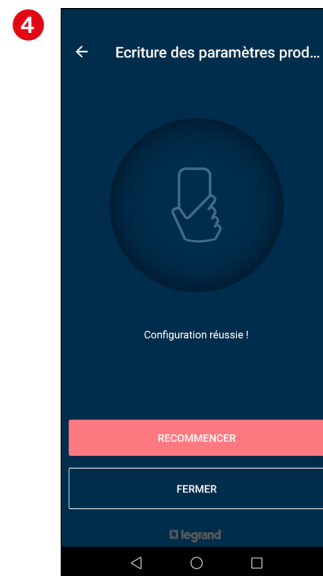 4
Ecriture des paramètres prod...
Configuration réussie !
RECOMMENCER
FERMER
legrand